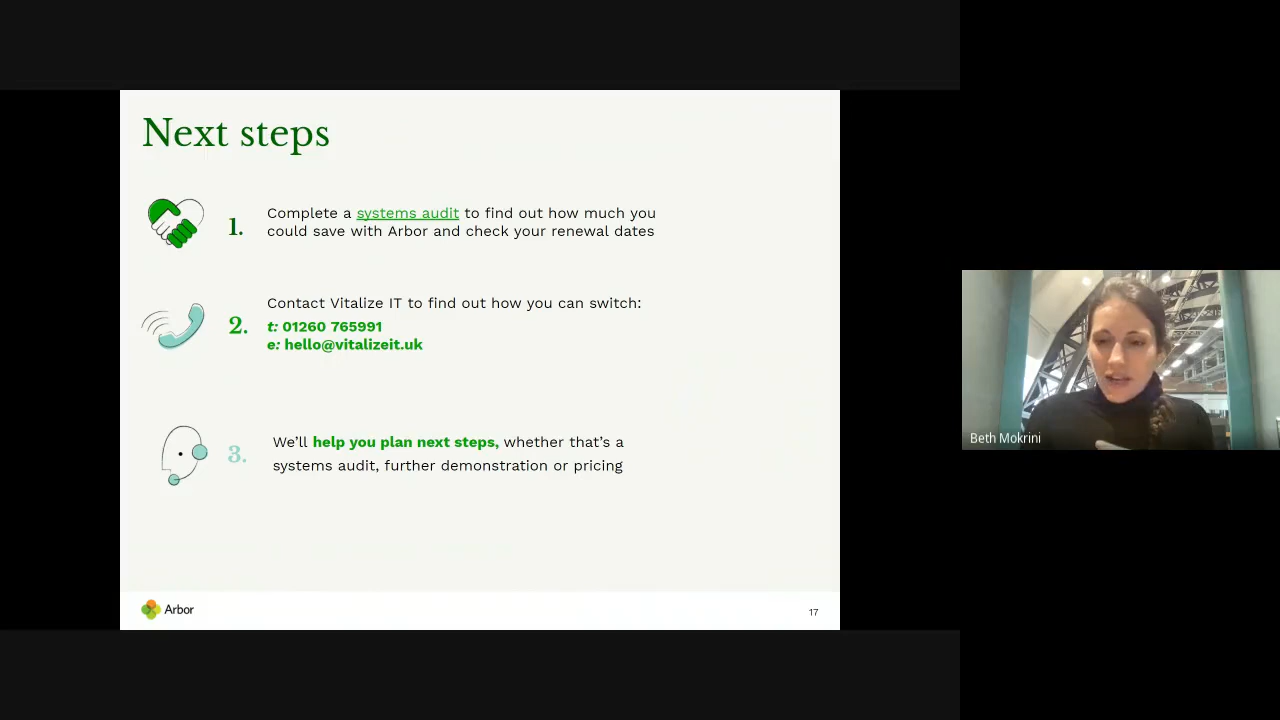 Next steps
1.
Complete a systems audit to find out how much you
could save with Arbor and check your renewal dates
2.
Contact Vitalize IT to find out how you can switch:
t: 01260 765991
e: hello@vitalizeit.uk
3.
We’ll help you plan next steps, whether that’s a
systems audit, further demonstration or pricing
Arbor
17
Beth Mokrini